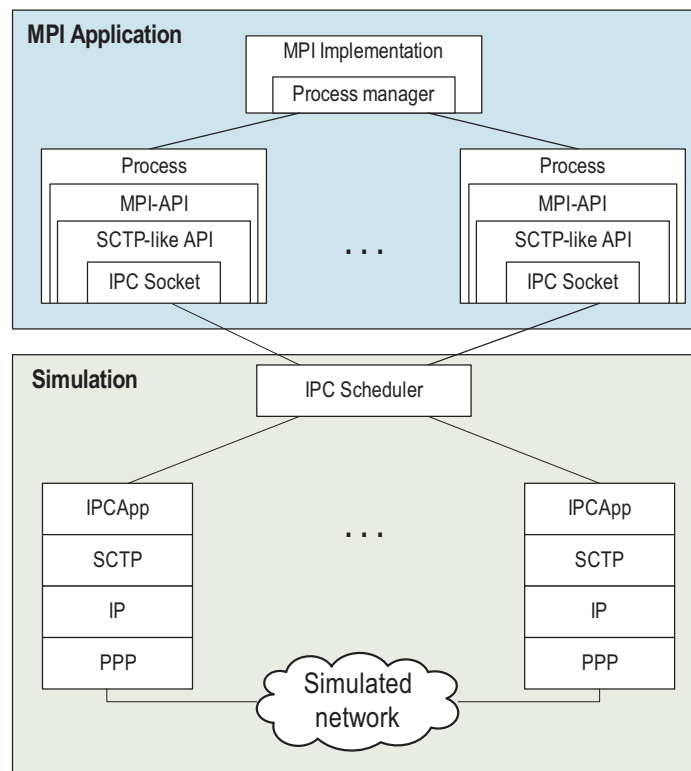 MPI Application
MPI Implementation
Process manager
Process
MPI-API
SCTP-like API
IPC Socket
. . .
Process
MPI-API
SCTP-like API
IPC Socket
Simulation
IPC Scheduler
IPCApp
SCTP
IP
PPP
. . .
IPCApp
SCTP
IP
PPP
Simulated
network